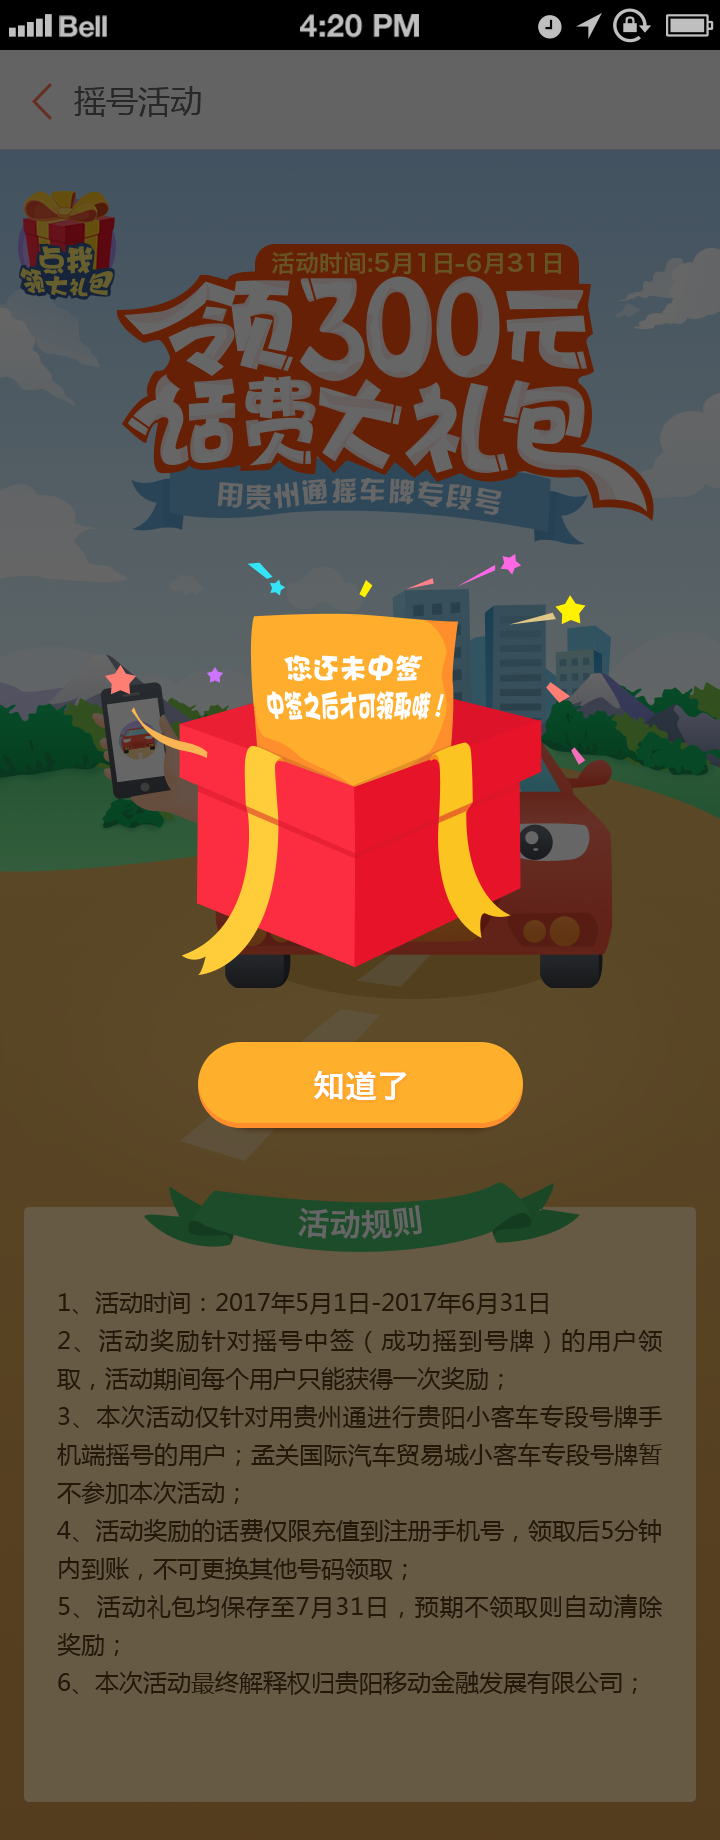 Bell 4:20 PM
摇号活动
点我
领大礼包
活动时间:5月1日-6月31日
领300元
话费大礼包
用贵州通摇车牌专段号
您还未中签
中签之后才可领取哦！
知道了
活动规则
1、活动时间：2017年5月1日-2017年6月31日
2、活动奖励针对摇号中签（成功摇到号牌）的用户领
取，活动期间每个用户只能获得一次奖励；
3、本次活动仅针对用贵州通进行贵阳小客车专段号牌手
机端摇号的用户；孟关国际汽车贸易城小客车专段号牌暂
不参加本次活动；
4、活动奖励的话费仅限充值到注册手机号，领取后5分钟
内到账，不可更换其他号码领取；
5、活动礼包均保存至7月31日，预期不领取则自动清除
奖励；
6、本次活动最终解释权归贵阳移动金融发展有限公司；